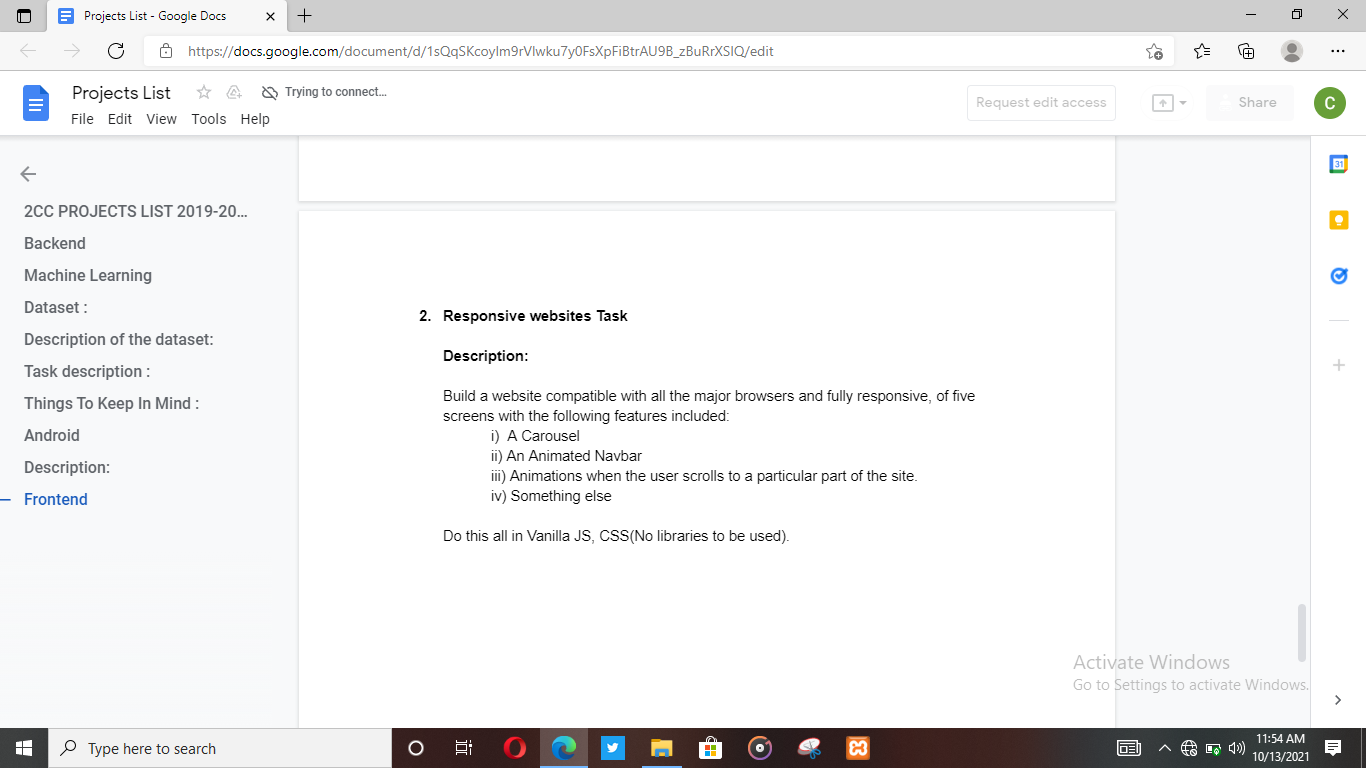 Projects List - Google Docs
https://docs.google.com/document/d/1sQqSKcoylm9rVlwku7y0FsXpFiBtrAU9B_zBuRrXSIQ/edit
Projects List
Trying to connect...
File Edit View Tools Help
Request edit access
Share
C
31
2CC PROJECTS LIST 2019-20...
Backend
Machine Learning
Dataset :
Description of the dataset:
Task description :
Things To Keep In Mind :
Android
Description:
Frontend
2. Responsive websites Task
Description:
Build a website compatible with all the major browsers and fully responsive, of five
screens with the following features included:
i) A Carousel
ii) An Animated Navbar
iii) Animations when the user scrolls to a particular part of the site.
iv) Something else
Do this all in Vanilla JS, CSS(No libraries to be used).
Activate Windows
Go to Settings to activate Windows.
Type here to search
11:54 AM
10/13/2021